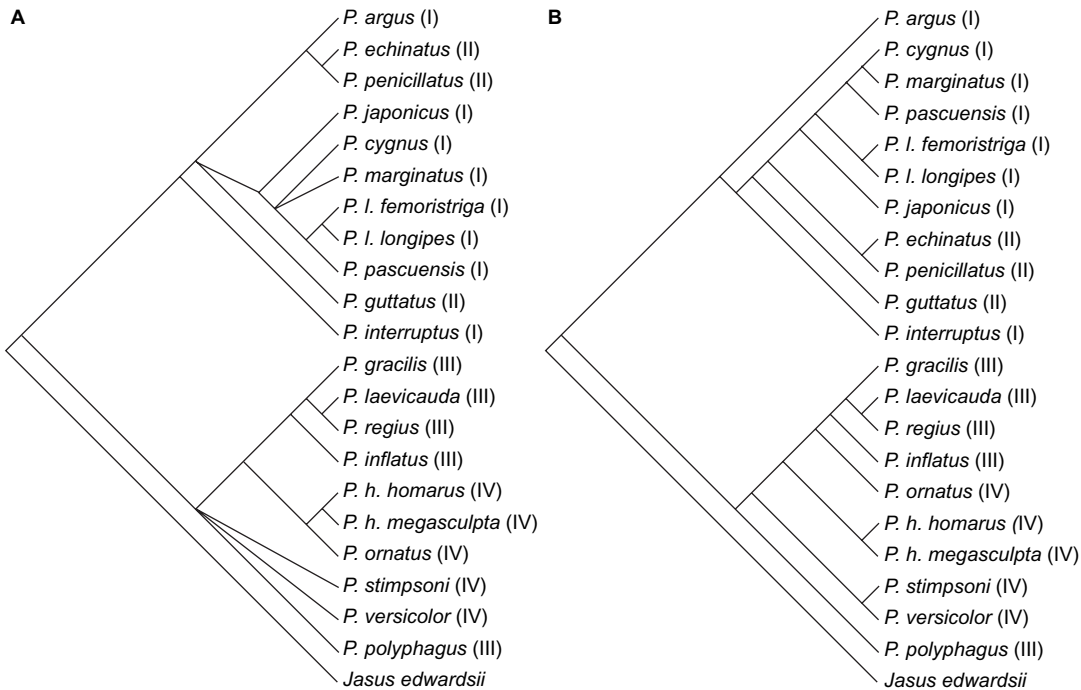 A
P. argus (I)
P. echinatus (II)
P. penicillatus (II)
P. japonicus (I)
P. cygnus (I)
P. marginatus (I)
P. l. femoristriga (I)
P. l. longipes (I)
P. pascuensis (I)
P. guttatus (II)
P. interruptus (I)
P. gracilis (III)
P. laevicauda (III)
P. regius (III)
P. inflatus (III)
P. h. homarus (IV)
P. h. megasculpta (IV)
P. ornatus (IV)
P. stimpsoni (IV)
P. versicolor (IV)
P. polyphagus (III)
Jasus edwardsii
B
P. argus (I)
P. cygnus (I)
P. marginatus (I)
P. pascuensis (I)
P. l. femoristriga (I)
P. l. longipes (I)
P. japonicus (I)
P. echinatus (II)
P. penicillatus (II)
P. guttatus (II)
P. interruptus (I)
P. gracilis (III)
P. laevicauda (III)
P. regius (III)
P. inflatus (III)
P. ornatus (IV)
P. h. homarus (IV)
P. h. megasculpta (IV)
P. stimpsoni (IV)
P. versicolor (IV)
P. polyphagus (III)
Jasus edwardsii